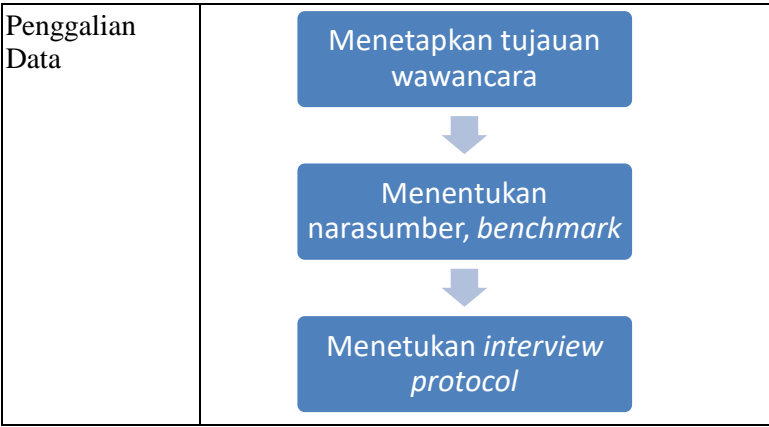 Penggalian
Data
Menetapkan tujauan
wawancara
Menentukan
narasumber, benchmark
Menetukan interview
protocol